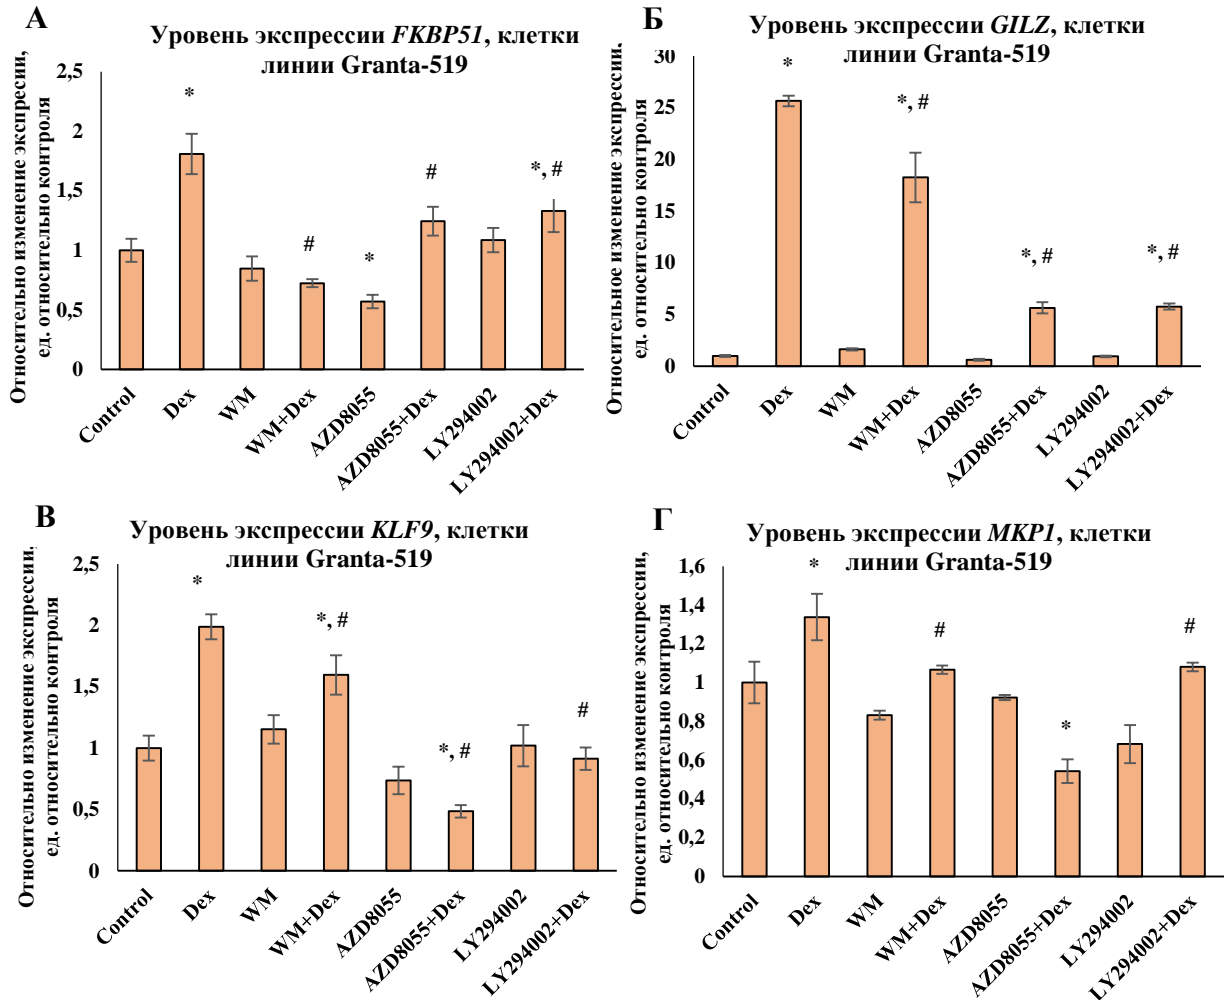 А
Уровень экспрессии FKBP51, клетки
линии Granta-519
Относительно изменение экспрессии,
ед. относительно контроля
2,5
2
1,5
1
0,5
0
*
#
*
#
*, #
Control
Dex
WM
WM+Dex
AZD8055
AZD8055+Dex
LY294002
LY294002+Dex
Б
Уровень экспрессии GILZ, клетки
линии Granta-519
Относительное изменение экспрессии.
ед. относительно контроля
30
25
20
15
10
5
0
*
*, #
*, #
*, #
Control
Dex
WM
WM+Dex
AZD8055
AZD8055+Dex
LY294002
LY294002+Dex
В
Уровень экспрессии KLF9, клетки
линии Granta-519
Относительно изменение экспрессии,
ед. относительно контроля
2,5
2
1,5
1
0,5
0
*
*, #
*, #
#
Control
Dex
WM
WM+Dex
AZD8055
AZD8055+Dex
LY294002
LY294002+Dex
Г
Уровень экспрессии MKP1, клетки
линии Granta-519
Относительно изменение экспрессии,
ед. относительно контроля
1,6
1,4
1,2
1
0,8
0,6
0,4
0,2
0
*
#
*
#
Control
Dex
WM
WM+Dex
AZD8055
AZD8055+Dex
LY294002
LY294002+Dex